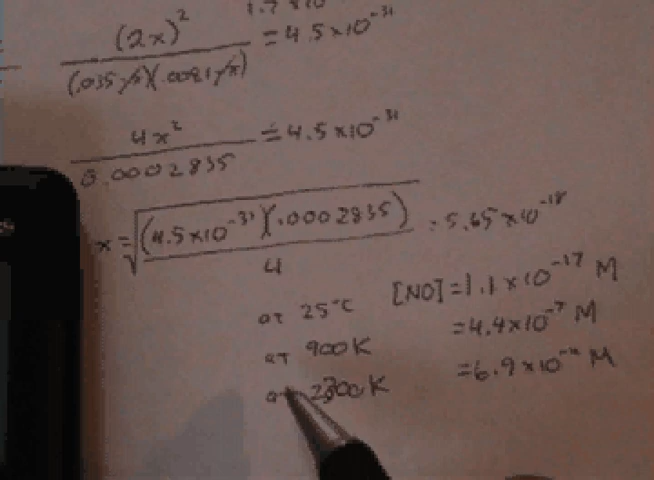 (2x)² / (.035-x)(.0081-x) = 4.5×10⁻³¹
4x² / 0.0002835 = 4.5×10⁻³¹
x = √((4.5×10⁻³¹)(.0002835) / 4) = 5.65×10⁻¹⁸
at 25°C [NO] = 1.1×10⁻¹⁷ M
at 900K = 4.4×10⁻⁷ M
at 2300K = 6.9×10 M